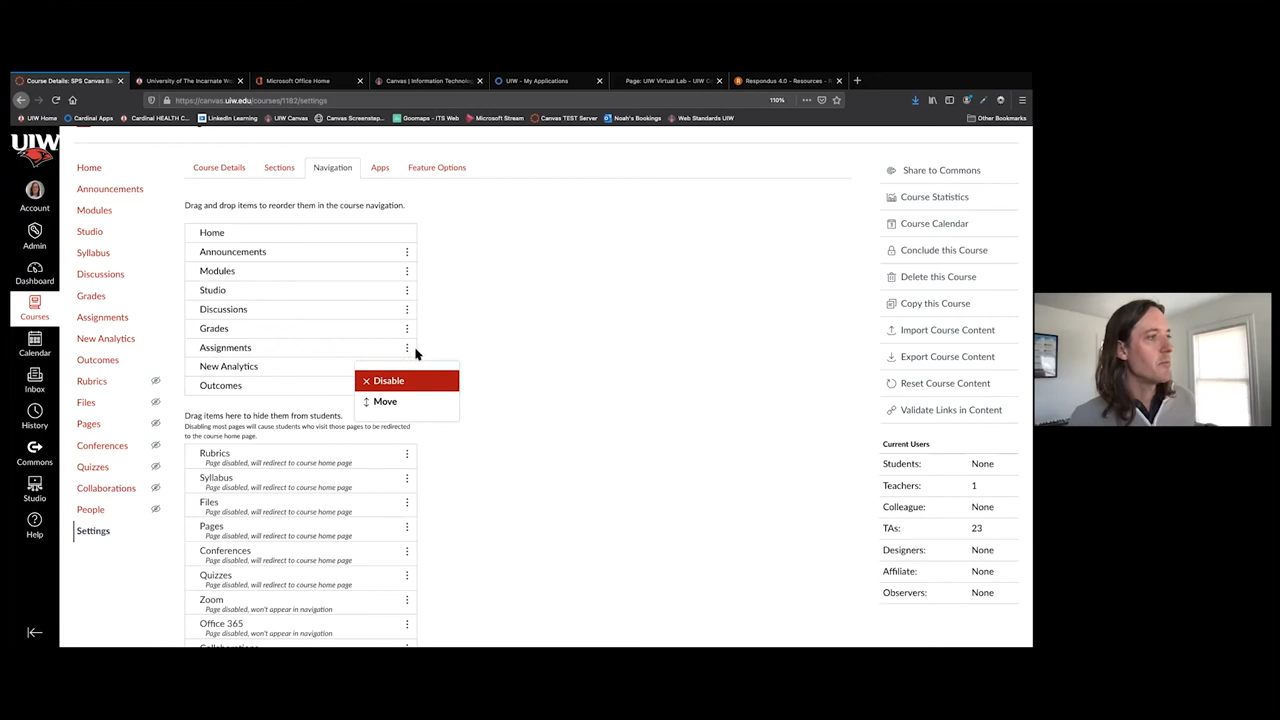 Course Details: SPS Canvas Ba
University of The Incarnate Wo
Microsoft Office Home
Canvas | Information Technolo
UIW - My Applications
Page: UIW Virtual Lab - UW C
Respondus 4.0 - Resources - R
https://canvas.uiw.edu/courses/1182/settings
110%
UIW Home
Cardinal Apps
Cardinal HEALTH C...
LinkedIn Learning
UIW Canvas
Canvas Screenstep...
Goomaps - ITS Web
Microsoft Stream
Canvas TEST Server
Noah's Bookings
Web Standards UIW
Other Bookmarks
UIW
Account
Admin
Dashboard
Courses
Calendar
Inbox
History
Commons
Studio
Help
Home
Announcements
Modules
Studio
Syllabus
Discussions
Grades
Assignments
New Analytics
Outcomes
Rubrics
Files
Pages
Conferences
Quizzes
Collaborations
People
Settings
Course Details
Sections
Navigation
Apps
Feature Options
Drag and drop items to reorder them in the course navigation.
Home
Announcements
Modules
Studio
Discussions
Grades
Assignments
New Analytics
Outcomes
Disable
Move
Drag items here to hide them from students.
Disabling most pages will cause students who visit those pages to be redirected
to the course home page.
Rubrics
Page disabled, will redirect to course home page
Syllabus
Page disabled, will redirect to course home page
Files
Page disabled, will redirect to course home page
Pages
Page disabled, will redirect to course home page
Conferences
Page disabled, will redirect to course home page
Quizzes
Page disabled, will redirect to course home page
Zoom
Page disabled, won't appear in navigation
Office 365
Page disabled, won't appear in navigation
Share to Commons
Course Statistics
Course Calendar
Conclude this Course
Delete this Course
Copy this Course
Import Course Content
Export Course Content
Reset Course Content
Validate Links in Content
Current Users
Students: None
Teachers: 1
Colleague: None
TAs: 23
Designers: None
Affiliate: None
Observers: None